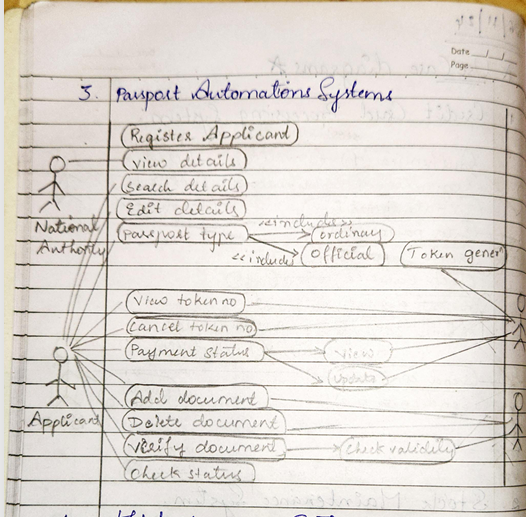 Date
Page
3. Passport Automations Systems
Register Applicant
View details
Search details
Edit details
Passport type
<<include>>
ordinary
<<include>>
Official
Token gener
National
Authority
View token no
Cancel token no
Payment status
View
Update
Add document
Applicant
Delete document
Verify document
Check validity
Check status